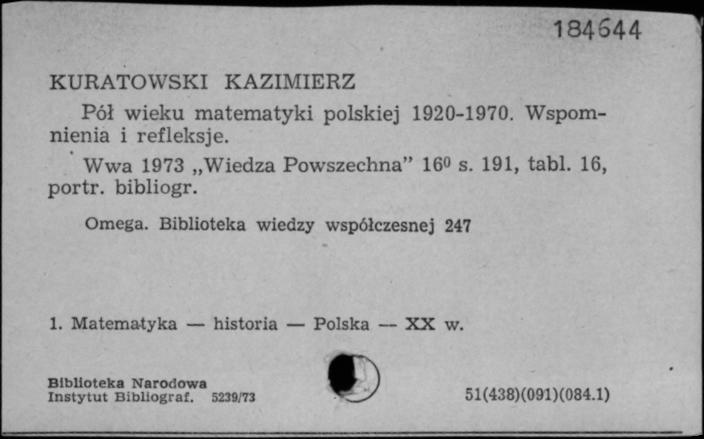 184644
KURATOWSKI KAZIMIERZ
Pół wieku matematyki polskiej 1920-1970. Wspom-
nienia i refleksje.
Wwa 1973 „Wiedza Powszechna” 16⁰ s. 191, tabl. 16,
portr. bibliogr.
Omega. Biblioteka wiedzy współczesnej 247
1. Matematyka — historia — Polska — XX w.
Biblioteka Narodowa
Instytut Bibliograf. 5239/73
51(438)(091)(084.1)